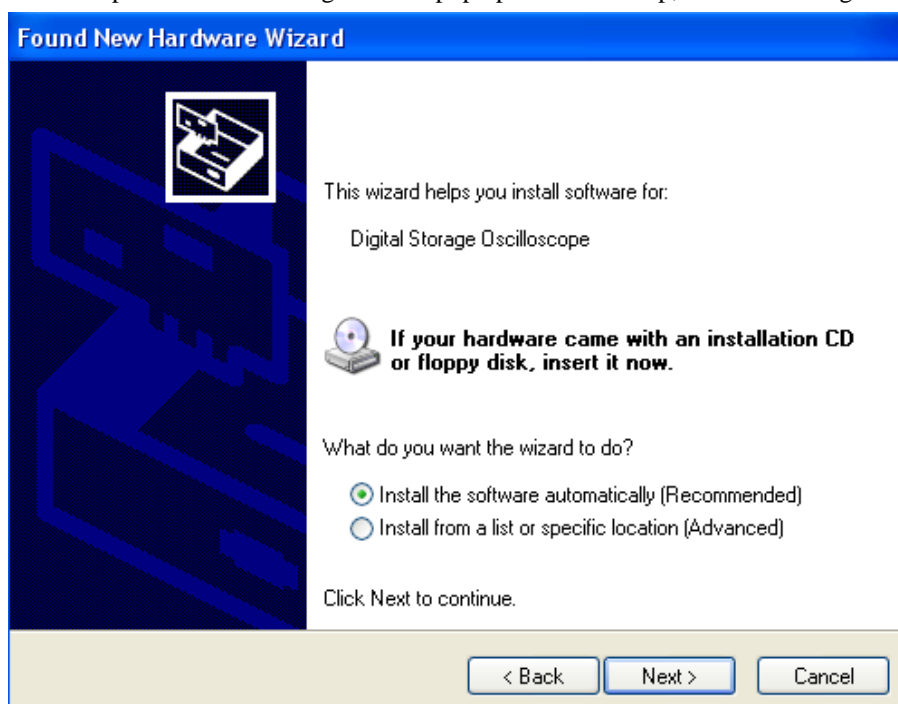 Found New Hardware Wizard
This wizard helps you install software for:
Digital Storage Oscilloscope
If your hardware came with an installation CD
or floppy disk, insert it now.
What do you want the wizard to do?
Install the software automatically (Recommended)
Install from a list or specific location (Advanced)
Click Next to continue.
< Back Next > Cancel